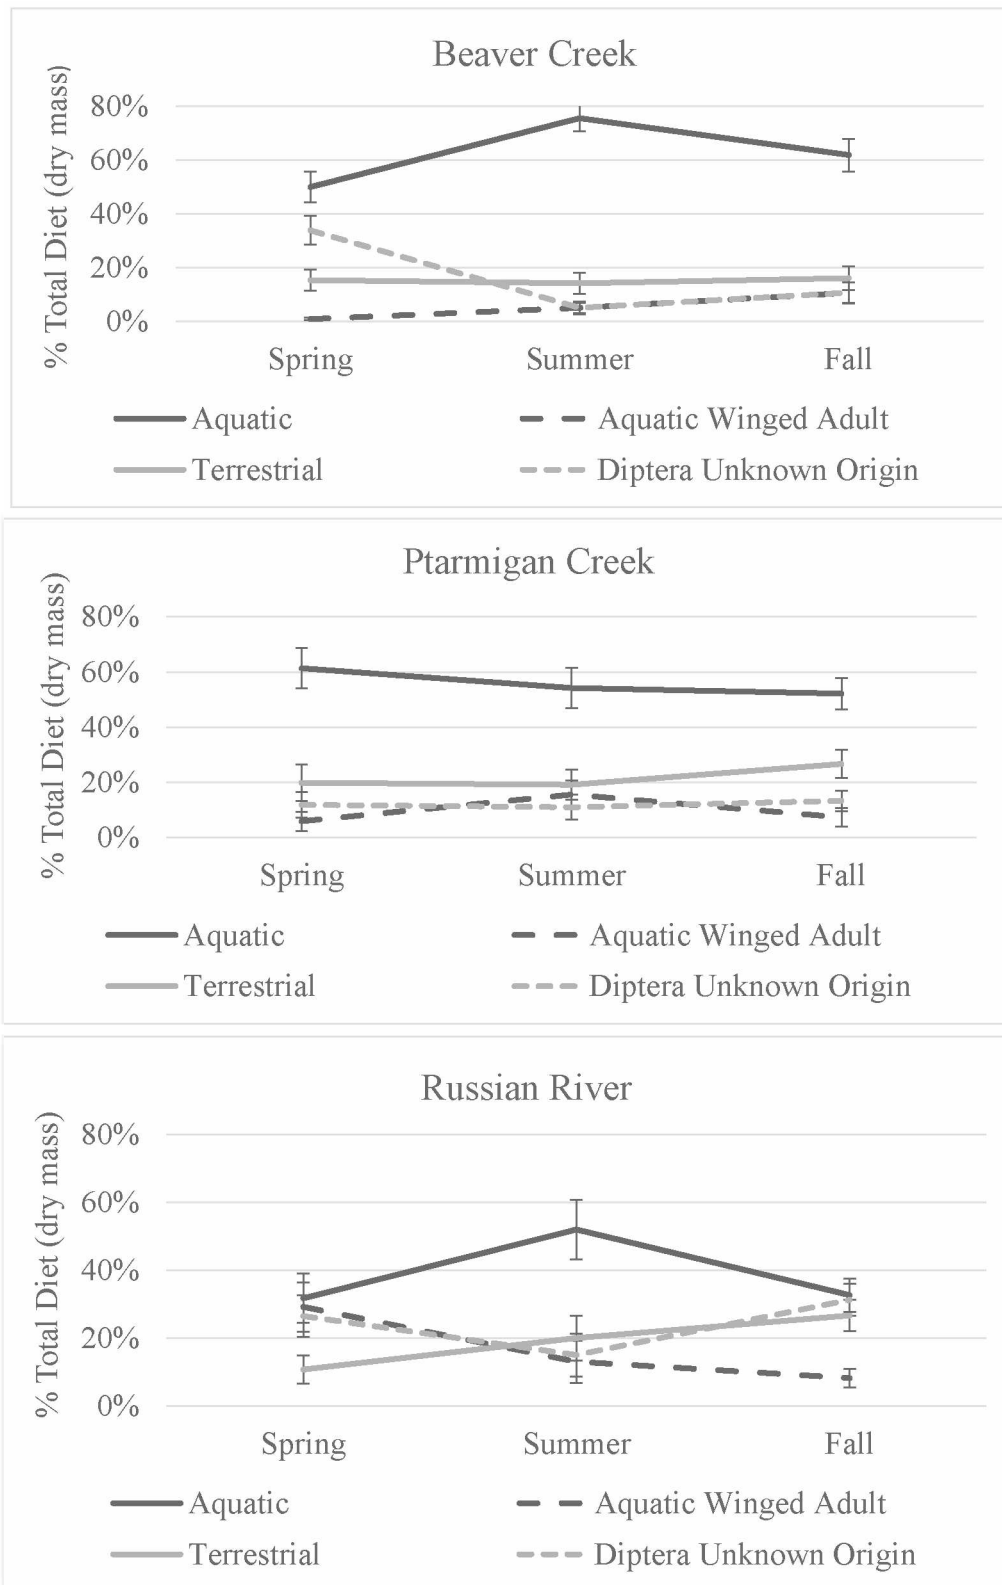 Beaver Creek
% Total Diet (dry mass)
80%
60%
40%
20%
0%
Spring Summer Fall
Aquatic Aquatic Winged Adult
Terrestrial Diptera Unknown Origin
Ptarmigan Creek
% Total Diet (dry mass)
80%
60%
40%
20%
0%
Spring Summer Fall
Aquatic Aquatic Winged Adult
Terrestrial Diptera Unknown Origin
Russian River
% Total Diet (dry mass)
80%
60%
40%
20%
0%
Spring Summer Fall
Aquatic Aquatic Winged Adult
Terrestrial Diptera Unknown Origin